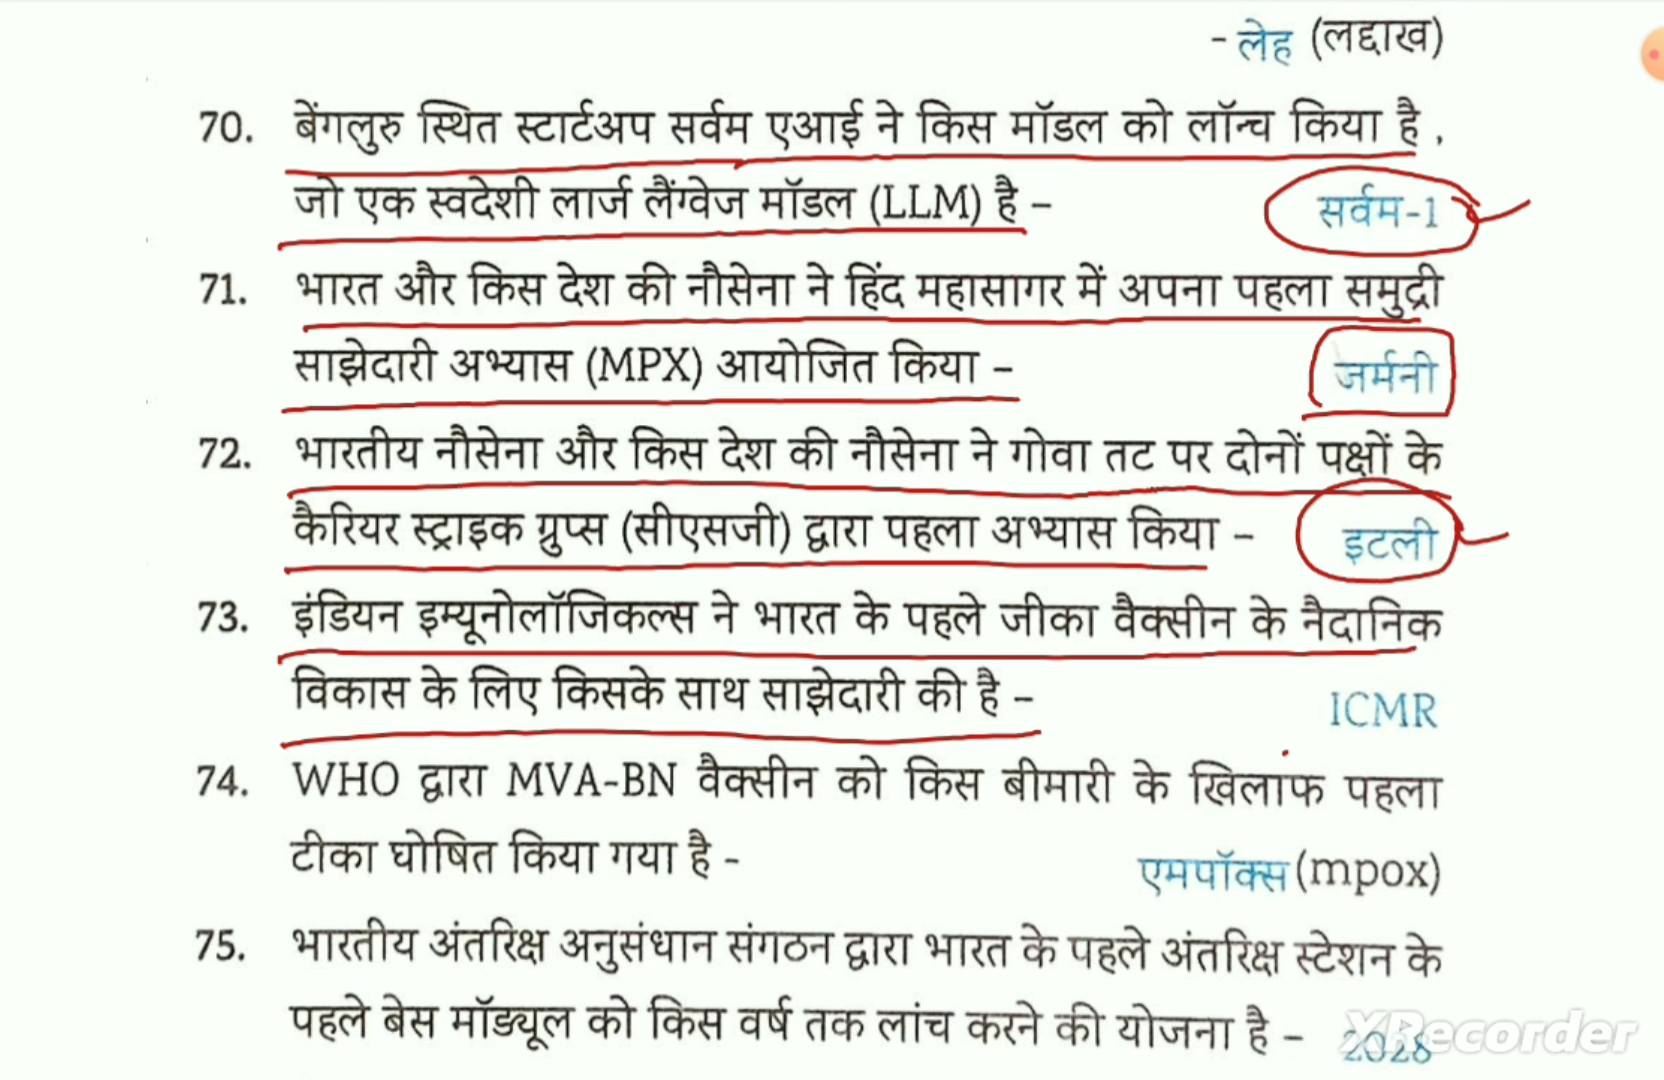 - लेह (लद्दाख)
70. बेंगलुरु स्थित स्टार्टअप सर्वम एआई ने किस मॉडल को लॉन्च किया है ,
जो एक स्वदेशी लार्ज लैंग्वेज मॉडल (LLM) है – सर्वम-1
71. भारत और किस देश की नौसेना ने हिंद महासागर में अपना पहला समुद्री
साझेदारी अभ्यास (MPX) आयोजित किया – जर्मनी
72. भारतीय नौसेना और किस देश की नौसेना ने गोवा तट पर दोनों पक्षों के
कैरियर स्ट्राइक ग्रुप्स (सीएसजी) द्वारा पहला अभ्यास किया – इटली
73. इंडियन इम्यूनोलॉजिकल्स ने भारत के पहले जीका वैक्सीन के नैदानिक
विकास के लिए किसके साथ साझेदारी की है – ICMR
74. WHO द्वारा MVA-BN वैक्सीन को किस बीमारी के खिलाफ पहला
टीका घोषित किया गया है – एमपॉक्स (mpox)
75. भारतीय अंतरिक्ष अनुसंधान संगठन द्वारा भारत के पहले अंतरिक्ष स्टेशन के
पहले बेस मॉड्यूल को किस वर्ष तक लांच करने की योजना है – 2028
XRecorder